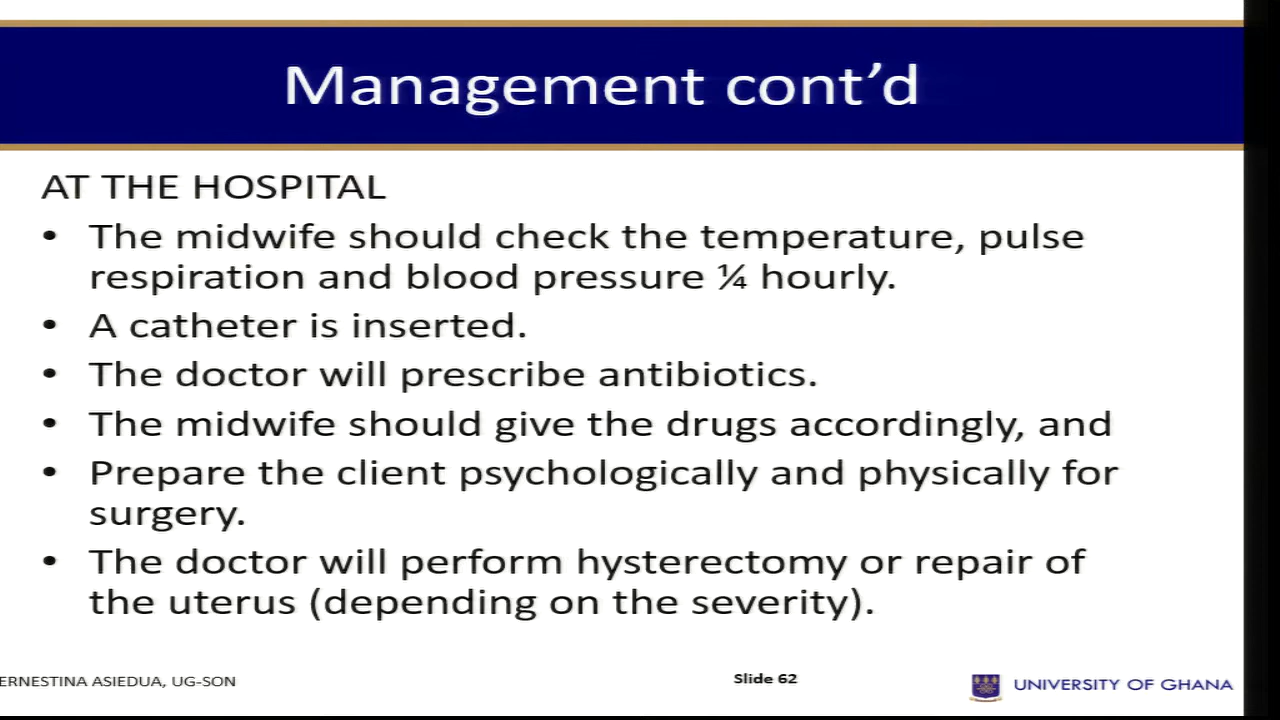 Management cont’d
AT THE HOSPITAL
• The midwife should check the temperature, pulse
respiration and blood pressure ¼ hourly.
• A catheter is inserted.
• The doctor will prescribe antibiotics.
• The midwife should give the drugs accordingly, and
• Prepare the client psychologically and physically for
surgery.
• The doctor will perform hysterectomy or repair of
the uterus (depending on the severity).
ERNESTINA ASIEDUA, UG-SON
Slide 62
UNIVERSITY OF GHANA